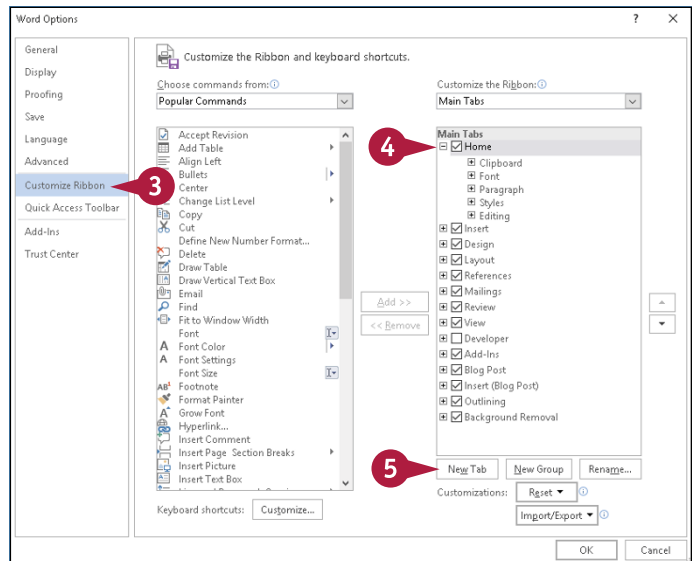 Word Options
? ×
General
Display
Proofing
Save
Language
Advanced
Customize Ribbon
Quick Access Toolbar
Add-Ins
Trust Center
3
Customize the Ribbon and keyboard shortcuts.
Choose commands from:
Popular Commands
Accept Revision
Add Table
Align Left
Bullets
Center
Change List Level
Copy
Cut
Define New Number Format...
Delete
Draw Table
Draw Vertical Text Box
Email
Find
Fit to Window Width
Font
Font Color
Font Settings
Font Size
Footnote
Format Painter
Grow Font
Hyperlink...
Insert Comment
Insert Page Section Breaks
Insert Picture
Insert Text Box
Keyboard shortcuts: Customize...
Add >>
<< Remove
Customize the Ribbon:
Main Tabs
Main Tabs
4
Home
Clipboard
Font
Paragraph
Styles
Editing
Insert
Design
Layout
References
Mailings
Review
View
Developer
Add-Ins
Blog Post
Insert (Blog Post)
Outlining
Background Removal
5
New Tab New Group Rename...
Customizations: Reset
Import/Export
OK Cancel